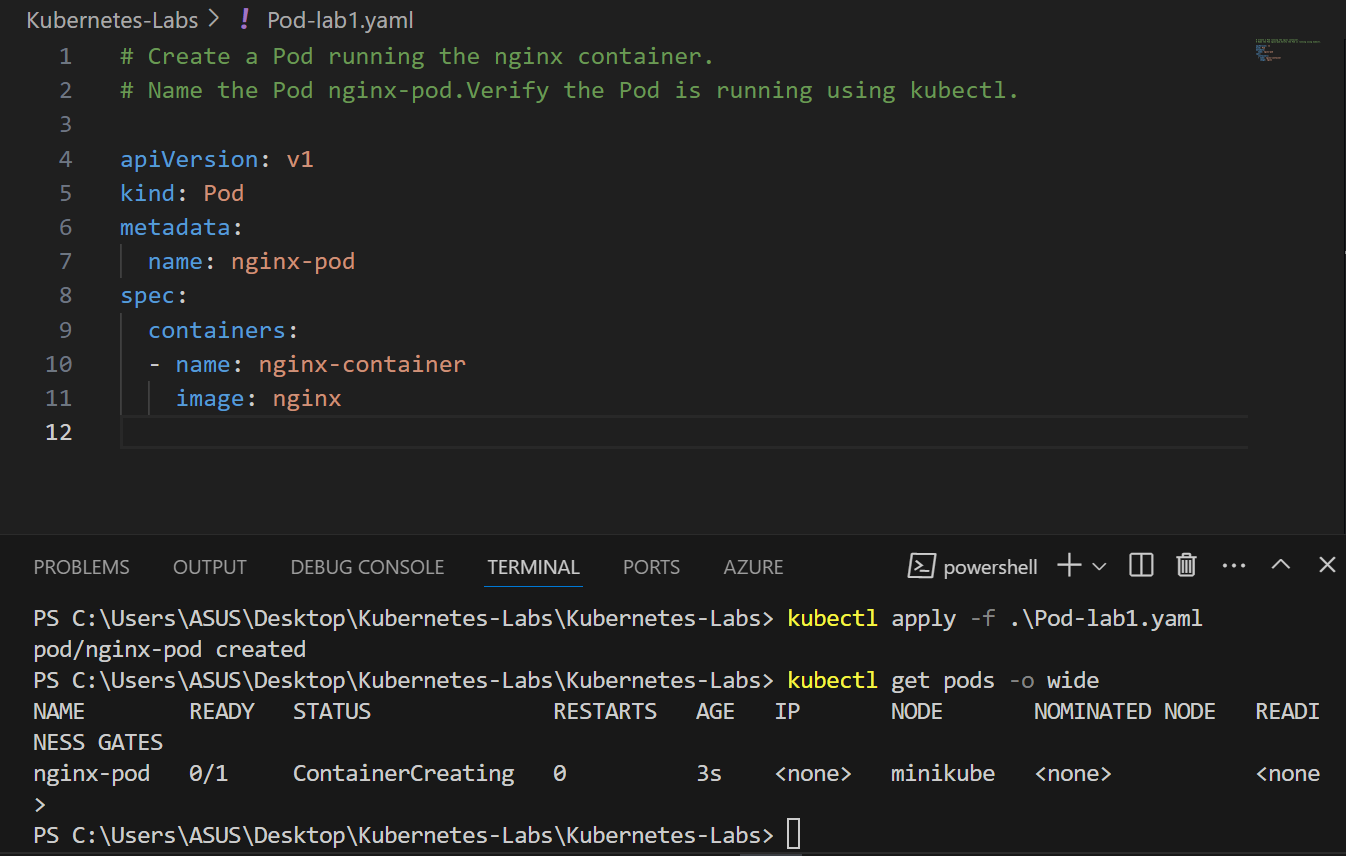 Kubernetes-Labs > ! Pod-lab1.yaml
1 # Create a Pod running the nginx container.
2 # Name the Pod nginx-pod.Verify the Pod is running using kubectl.
3
4 apiVersion: v1
5 kind: Pod
6 metadata:
7   name: nginx-pod
8 spec:
9   containers:
10   - name: nginx-container
11     image: nginx
12
PROBLEMS OUTPUT DEBUG CONSOLE TERMINAL PORTS AZURE powershell
PS C:\Users\ASUS\Desktop\Kubernetes-Labs\Kubernetes-Labs> kubectl apply -f .\Pod-lab1.yaml
pod/nginx-pod created
PS C:\Users\ASUS\Desktop\Kubernetes-Labs\Kubernetes-Labs> kubectl get pods -o wide
NAME READY STATUS RESTARTS AGE IP NODE NOMINATED NODE READI
NESS GATES
nginx-pod 0/1 ContainerCreating 0 3s <none> minikube <none> <none
>
PS C:\Users\ASUS\Desktop\Kubernetes-Labs\Kubernetes-Labs>